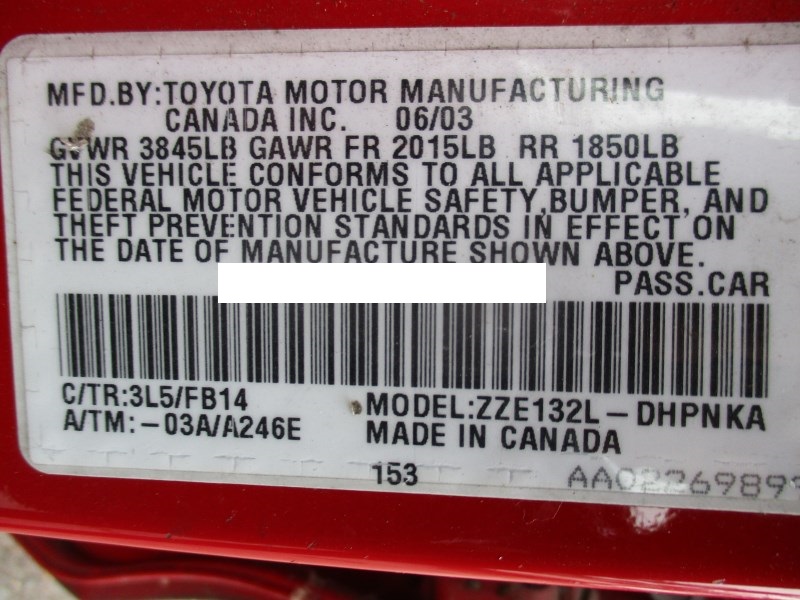 MFD.BY:TOYOTA MOTOR MANUFACTURING
CANADA INC. 06/03
GVWR 3845LB GAWR FR 2015LB RR 1850LB
THIS VEHICLE CONFORMS TO ALL APPLICABLE
FEDERAL MOTOR VEHICLE SAFETY,BUMPER, AND
THEFT PREVENTION STANDARDS IN EFFECT ON
THE DATE OF MANUFACTURE SHOWN ABOVE.
PASS.CAR
C/TR:3L5/FB14
A/TM:-03A/A246E
MODEL:ZZE132L-DHPNKA
MADE IN CANADA
153